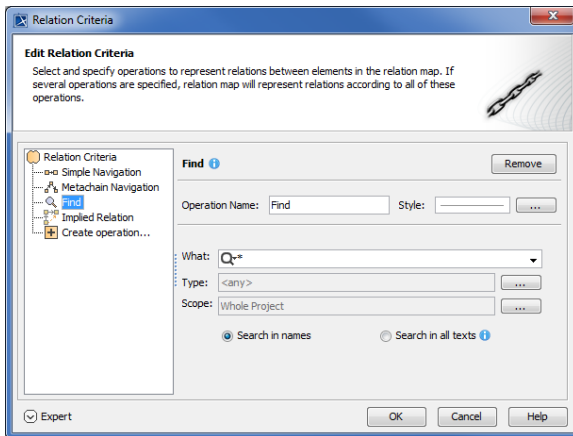 Relation Criteria
Edit Relation Criteria
Select and specify operations to represent relations between elements in the relation map. If
several operations are specified, relation map will represent relations according to all of these
operations.
Relation Criteria
Simple Navigation
Metachain Navigation
Find
Implied Relation
Create operation...
Find
Remove
Operation Name: Find Style: ...
What: *
Type: <any> ...
Scope: Whole Project ...
Search in names Search in all texts
Expert OK Cancel Help